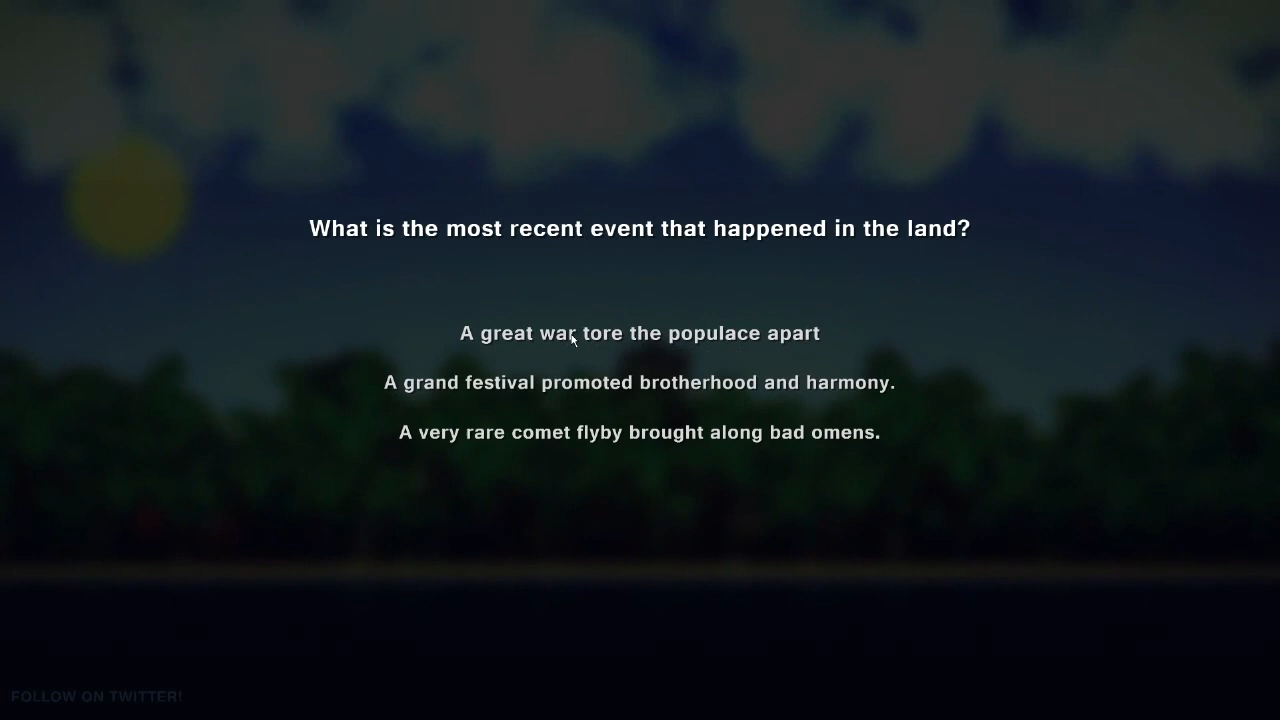 What is the most recent event that happened in the land?
A great war tore the populace apart
A grand festival promoted brotherhood and harmony.
A very rare comet flyby brought along bad omens.
FOLLOW ON TWITTER!